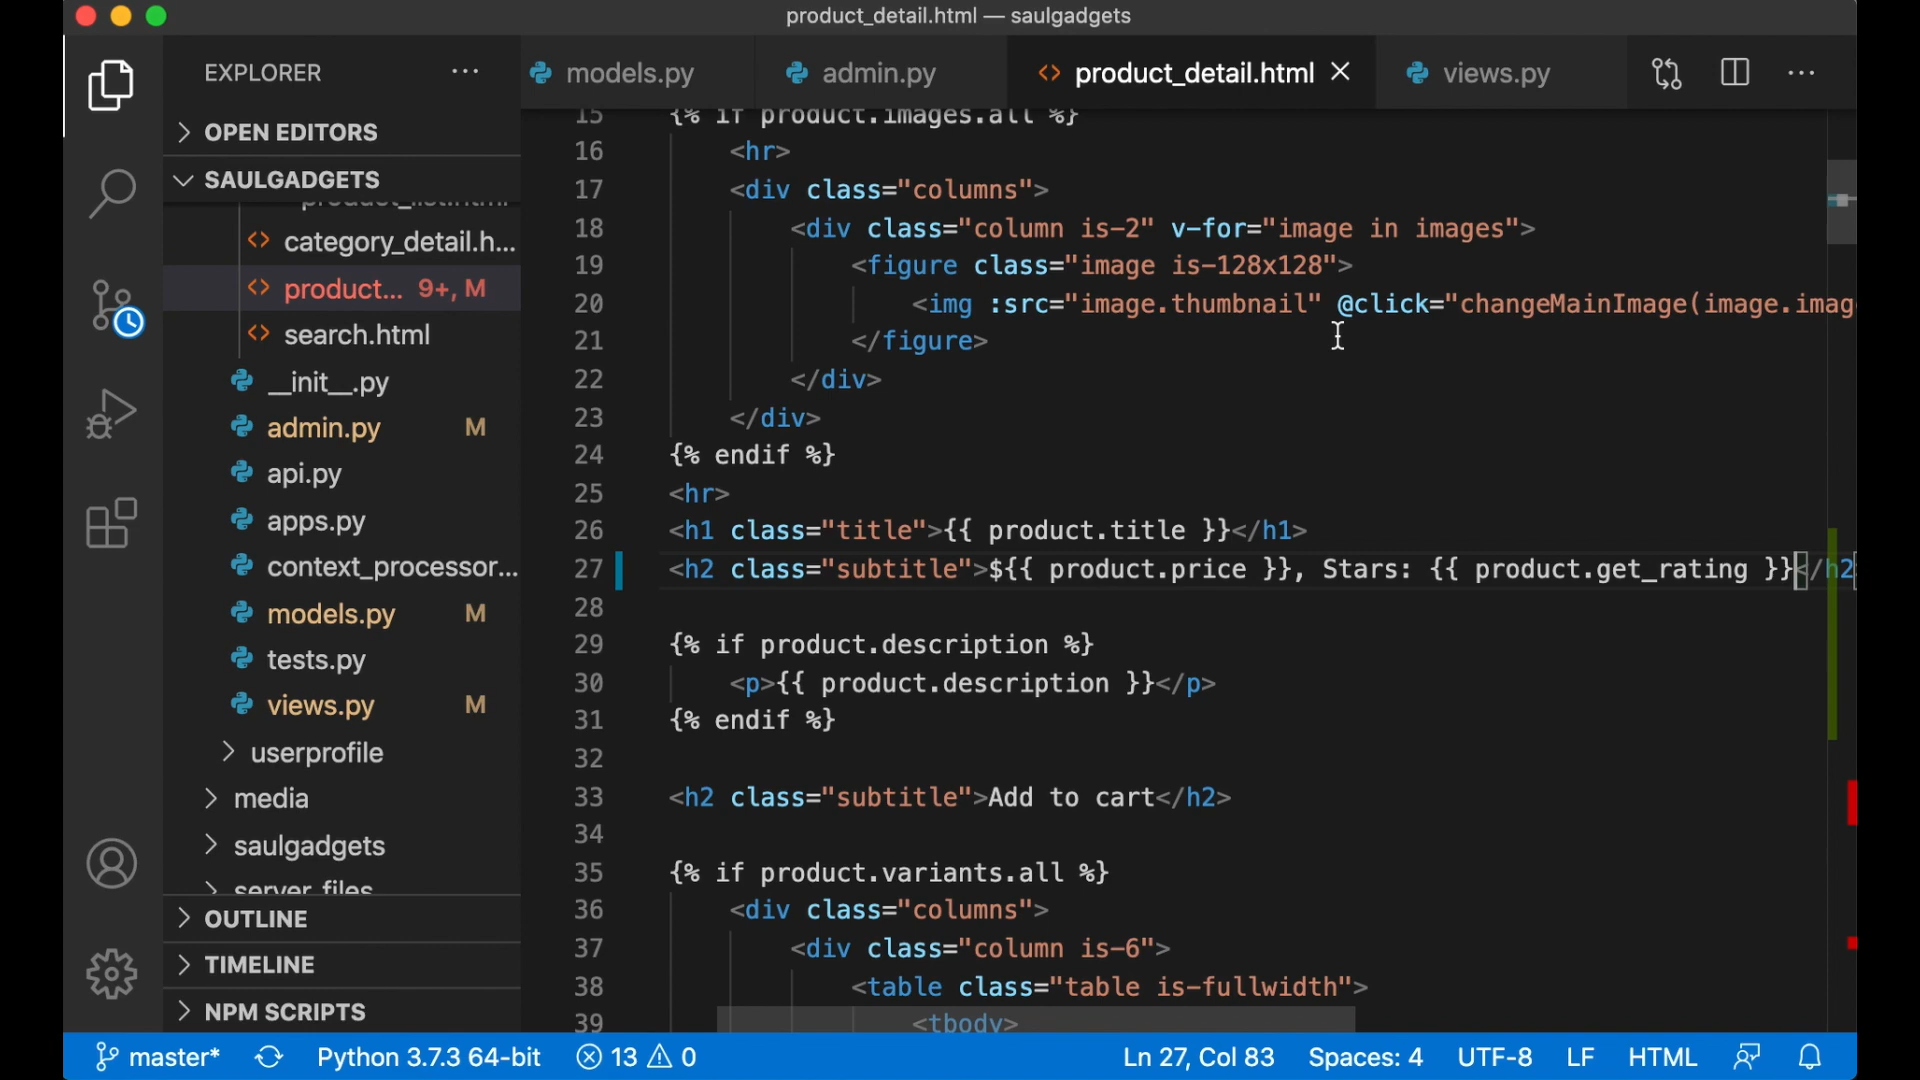 product_detail.html — saulgadgets
EXPLORER
models.py
admin.py
product_detail.html
views.py
OPEN EDITORS
SAULGADGETS
product_list.html
category_detail.h...
product... 9+, M
search.html
__init__.py
admin.py M
api.py
apps.py
context_processor...
models.py M
tests.py
views.py M
userprofile
media
saulgadgets
server_files
OUTLINE
TIMELINE
NPM SCRIPTS
15 {% if product.images.all %}
16 <hr>
17 <div class="columns">
18 <div class="column is-2" v-for="image in images">
19 <figure class="image is-128x128">
20 <img :src="image.thumbnail" @click="changeMainImage(image.imag
21 </figure>
22 </div>
23 </div>
24 {% endif %}
25 <hr>
26 <h1 class="title">{{ product.title }}</h1>
27 <h2 class="subtitle">${{ product.price }}, Stars: {{ product.get_rating }}</h2
28
29 {% if product.description %}
30 <p>{{ product.description }}</p>
31 {% endif %}
32
33 <h2 class="subtitle">Add to cart</h2>
34
35 {% if product.variants.all %}
36 <div class="columns">
37 <div class="column is-6">
38 <table class="table is-fullwidth">
39 <tbody>
master* Python 3.7.3 64-bit 13 0 Ln 27, Col 83 Spaces: 4 UTF-8 LF HTML